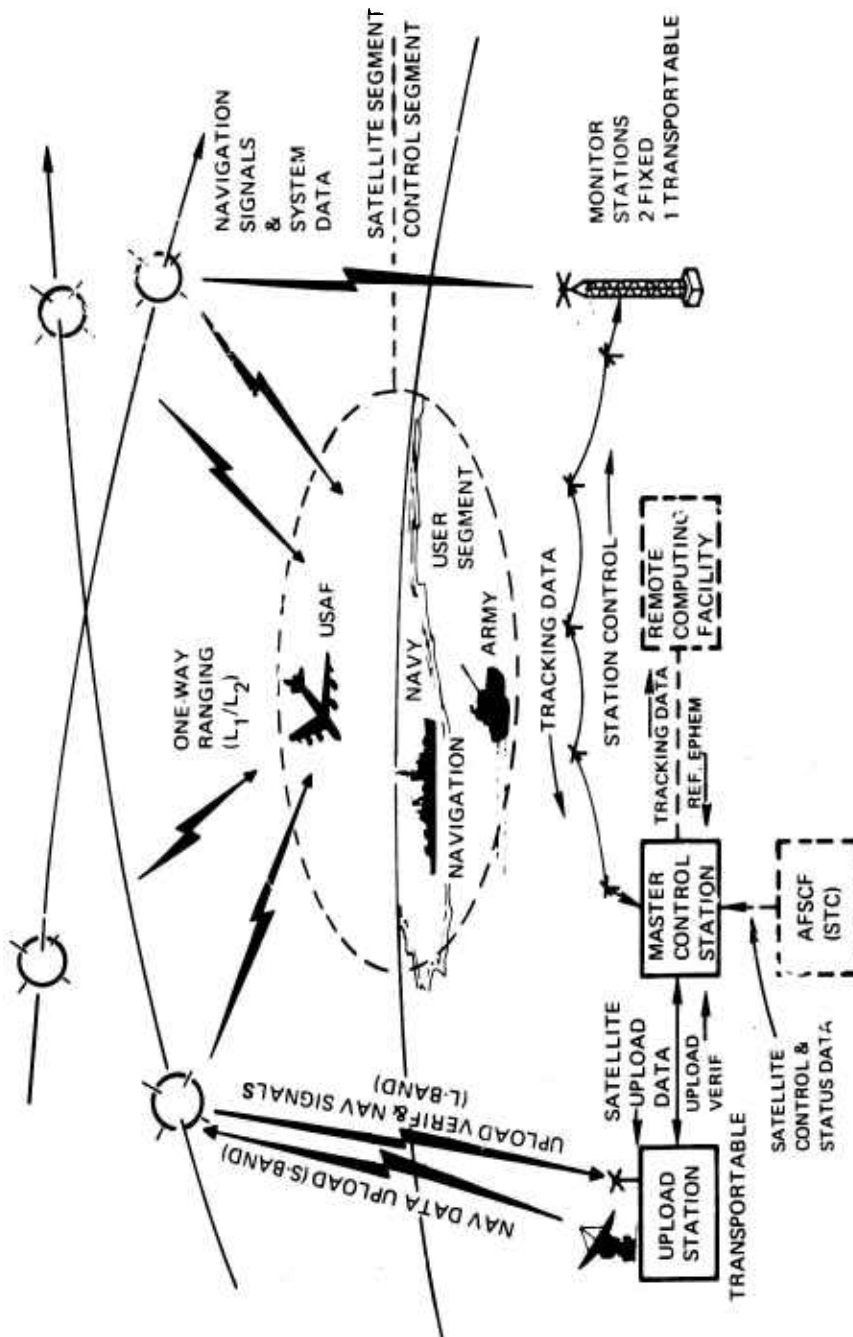 NAVIGATION
SIGNALS
&
SYSTEM
DATA
ONE-WAY
RANGING
(L1/L2)
USAF
SATELLITE SEGMENT
CONTROL SEGMENT
NAVY
USER
SEGMENT
NAVIGATION
ARMY
UPLOAD VERIF & NAV SIGNALS
(L-BAND)
NAV DATA UPLOAD (S-BAND)
TRACKING DATA
STATION CONTROL
MONITOR
STATIONS
2 FIXED
1 TRANSPORTABLE
SATELLITE
UPLOAD
DATA
UPLOAD
VERIF
UPLOAD
STATION
TRANSPORTABLE
MASTER
CONTROL
STATION
TRACKING DATA
REF. EPHEM
REMOTE
COMPUTING
FACILITY
SATELLITE
CONTROL &
STATUS DATA
AFSCF
(STC)